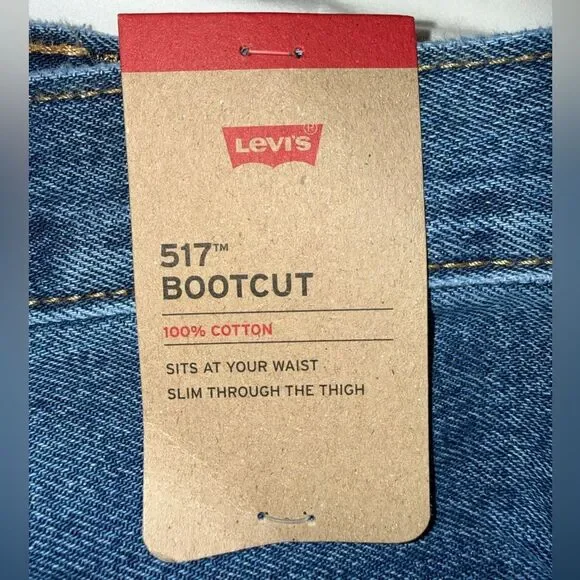 LEVI'S®
517™
BOOTCUT
100% COTTON
SITS AT YOUR WAIST
SLIM THROUGH THE THIGH